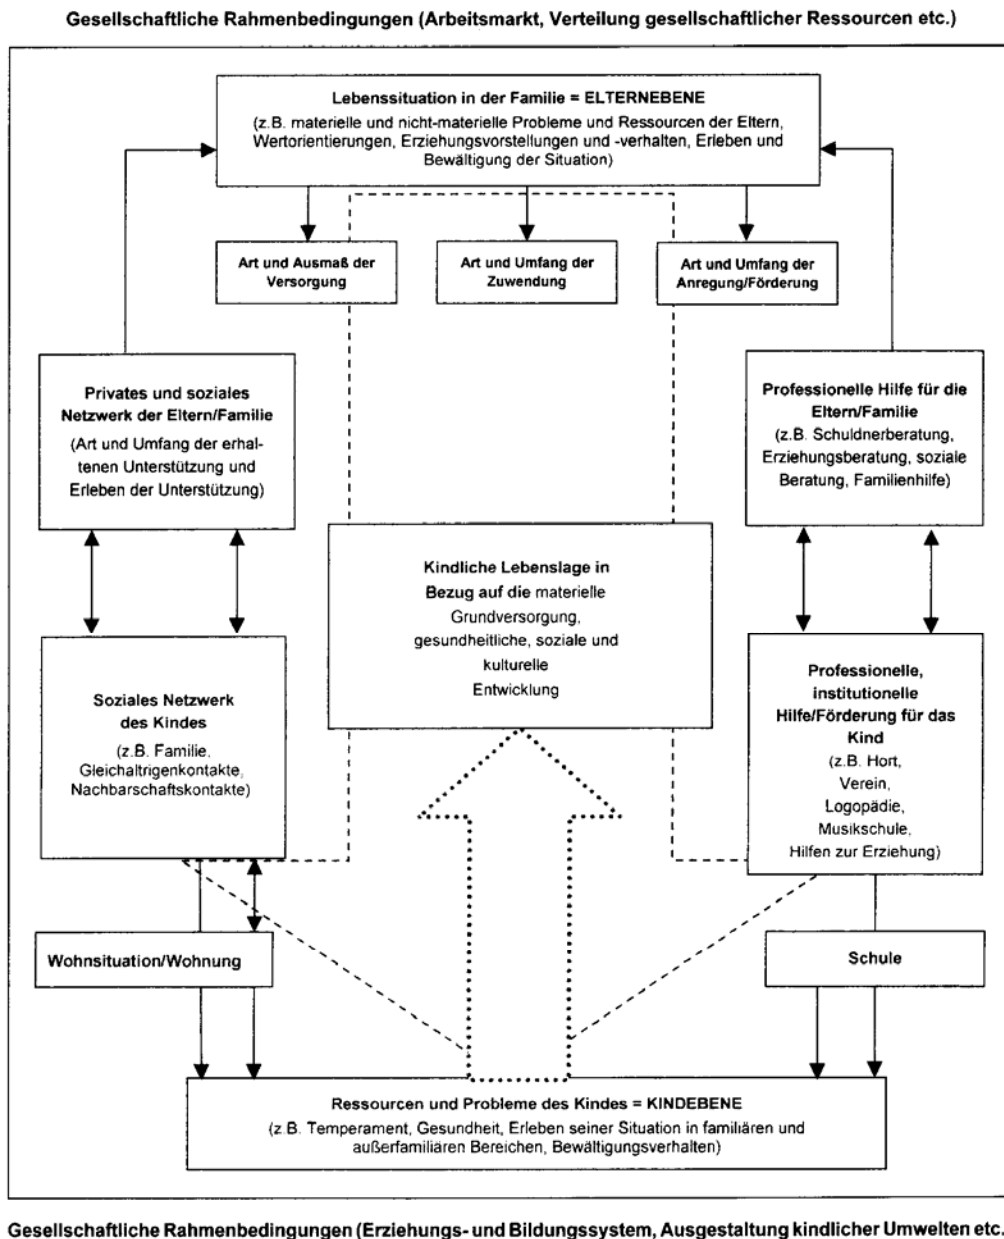 Gesellschaftliche Rahmenbedingungen (Arbeitsmarkt, Verteilung gesellschaftlicher Ressourcen etc.)
Lebenssituation in der Familie = ELTERNEBENE
(z.B. materielle und nicht-materielle Probleme und Ressourcen der Eltern,
Wertorientierungen, Erziehungsvorstellungen und -verhalten, Erleben und
Bewältigung der Situation)
Art und Ausmaß der
Versorgung
Art und Umfang der
Zuwendung
Art und Umfang der
Anregung/Förderung
Privates und soziales
Netzwerk der Eltern/Familie
(Art und Umfang der erhal-
tenen Unterstützung und
Erleben der Unterstützung)
Professionelle Hilfe für die
Eltern/Familie
(z.B. Schuldnerberatung,
Erziehungsberatung, soziale
Beratung, Familienhilfe)
Kindliche Lebenslage in
Bezug auf die materielle
Grundversorgung,
gesundheitliche, soziale und
kulturelle
Entwicklung
Soziales Netzwerk
des Kindes
(z.B. Familie,
Gleichaltrigenkontakte,
Nachbarschaftskontakte)
Professionelle,
institutionelle
Hilfe/Förderung für das
Kind
(z.B. Hort,
Verein,
Logopädie,
Musikschule,
Hilfen zur Erziehung)
Wohnsituation/Wohnung
Schule
Ressourcen und Probleme des Kindes = KINDEBENE
(z.B. Temperament, Gesundheit, Erleben seiner Situation in familiären und
außerfamiliären Bereichen, Bewältigungsverhalten)
Gesellschaftliche Rahmenbedingungen (Erziehungs- und Bildungssystem, Ausgestaltung kindlicher Umwelten etc.